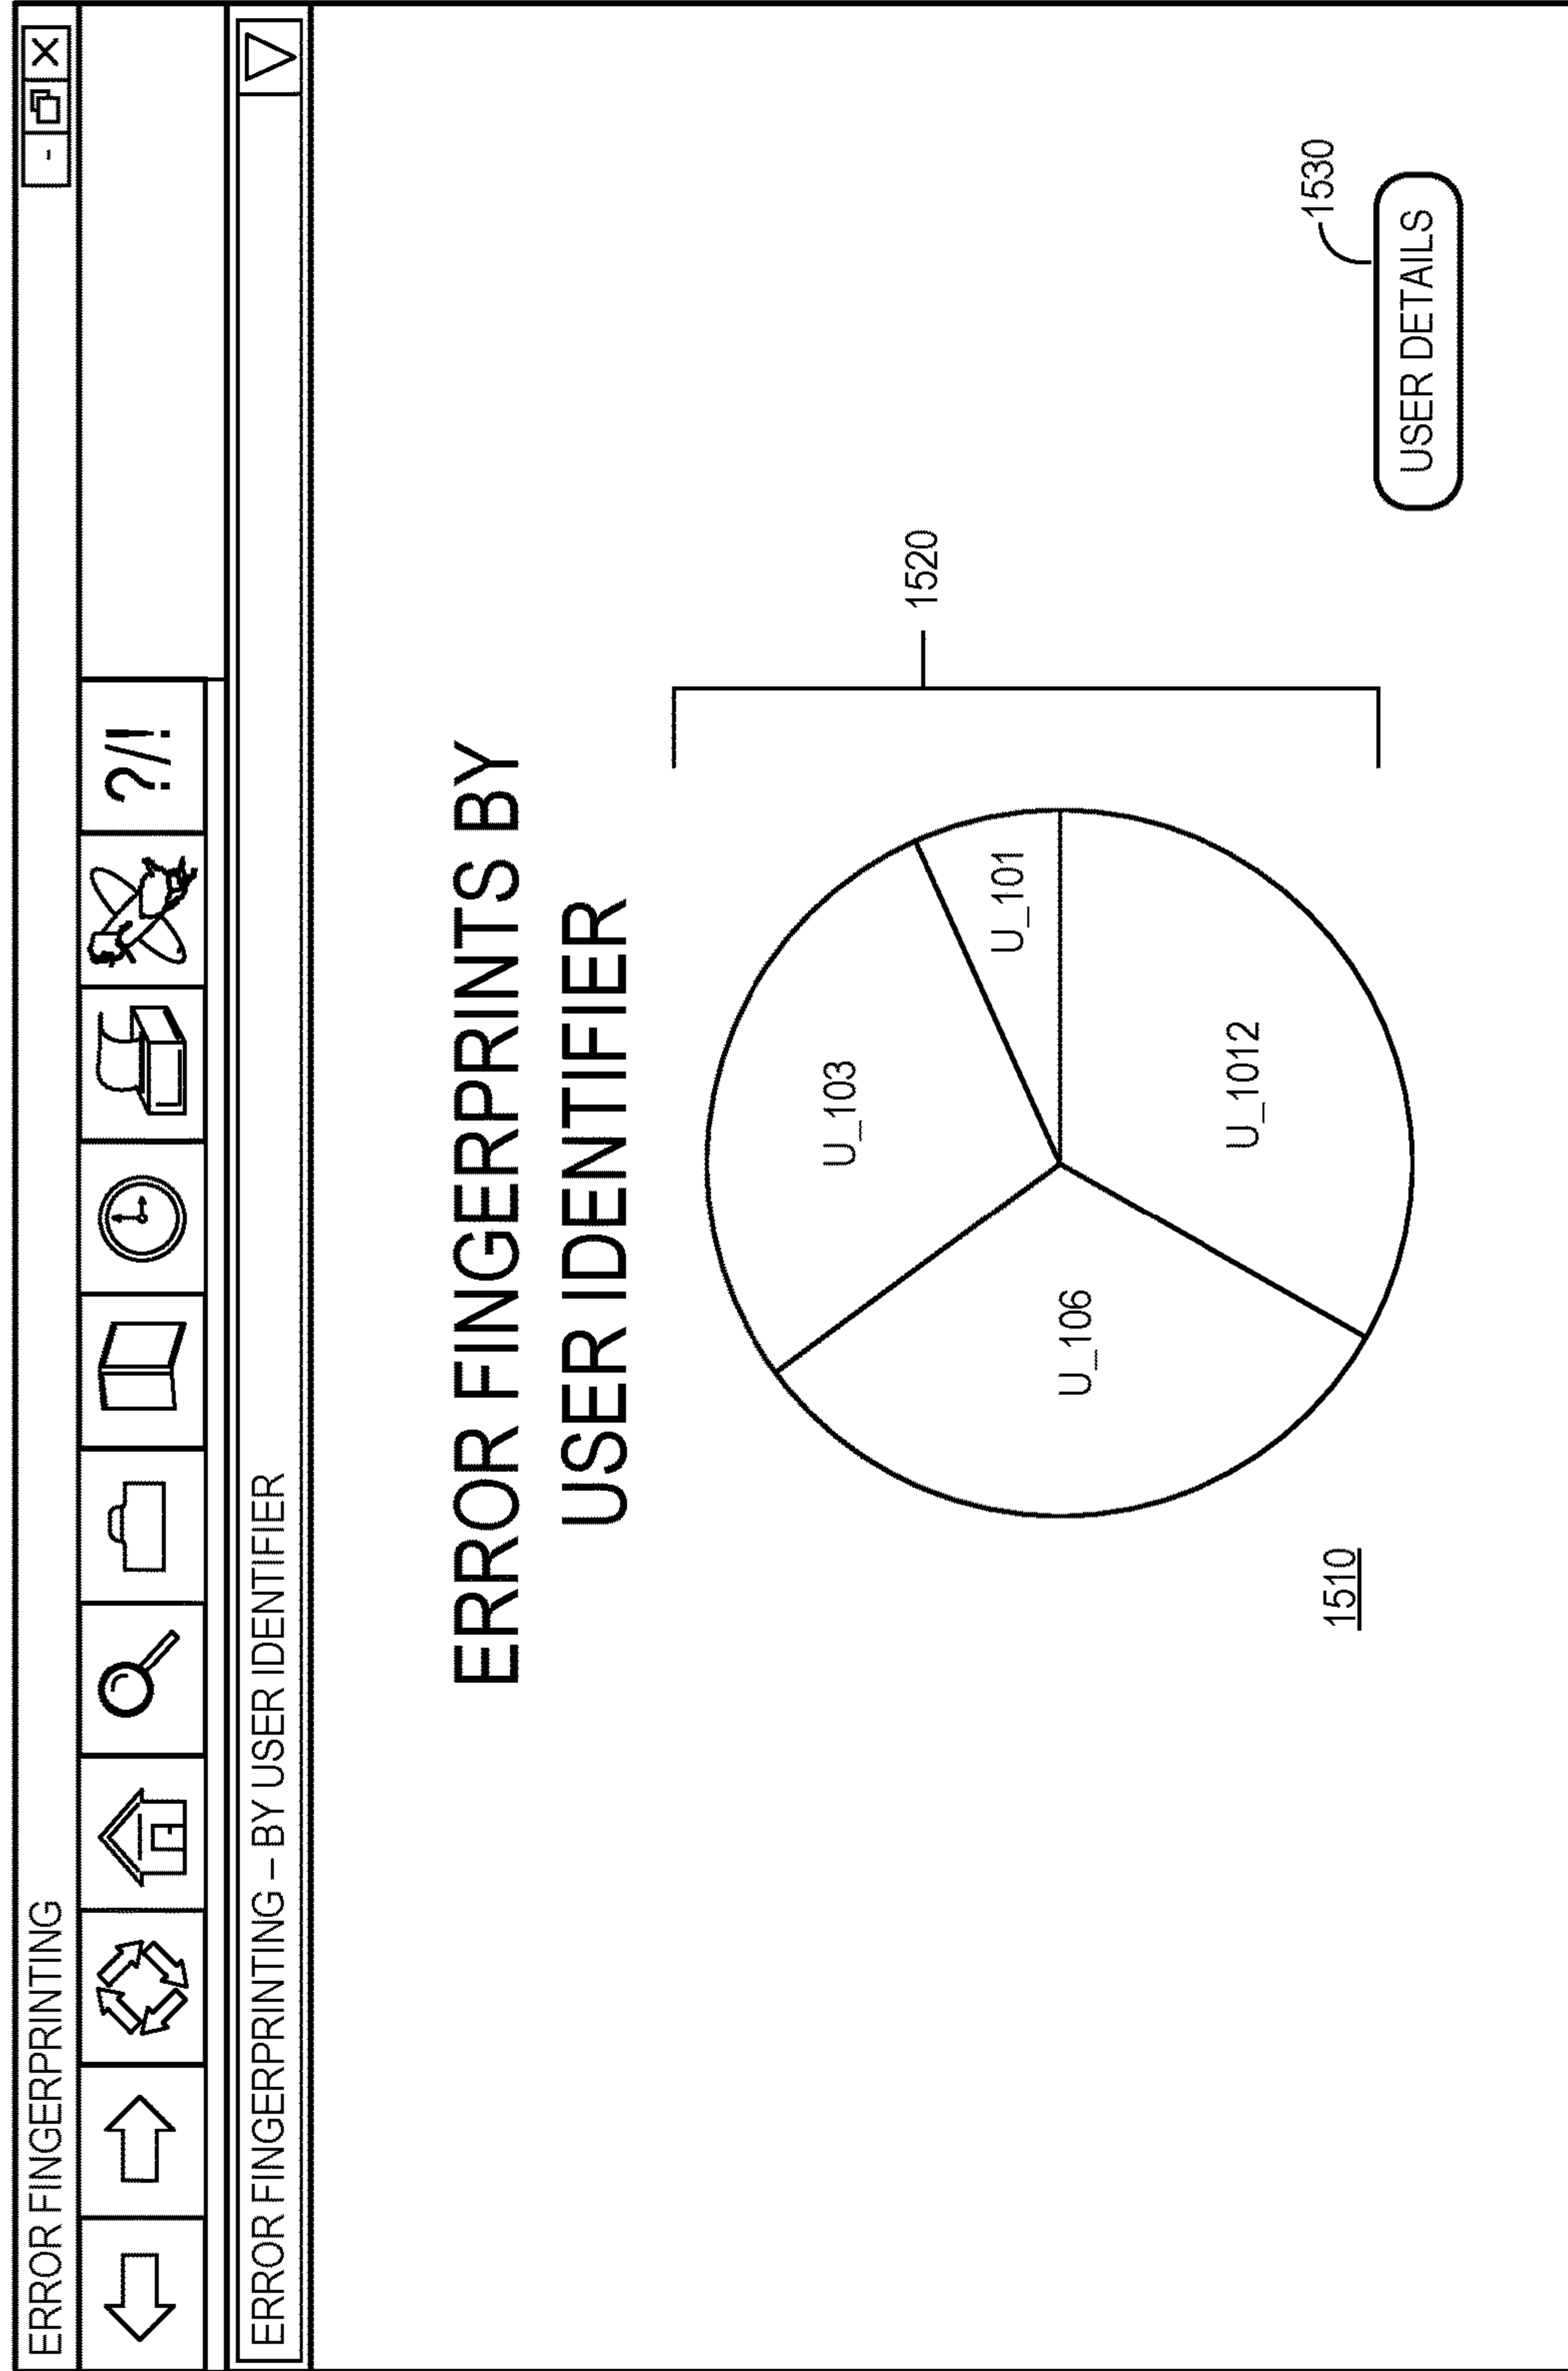 ERROR FINGERPRINTING
?/!
ERROR FINGERPRINTING – BY USER IDENTIFIER
ERROR FINGERPRINTS BY
USER IDENTIFIER
1520
U_103
U_101
U_106
U_1012
1510
1530
USER DETAILS